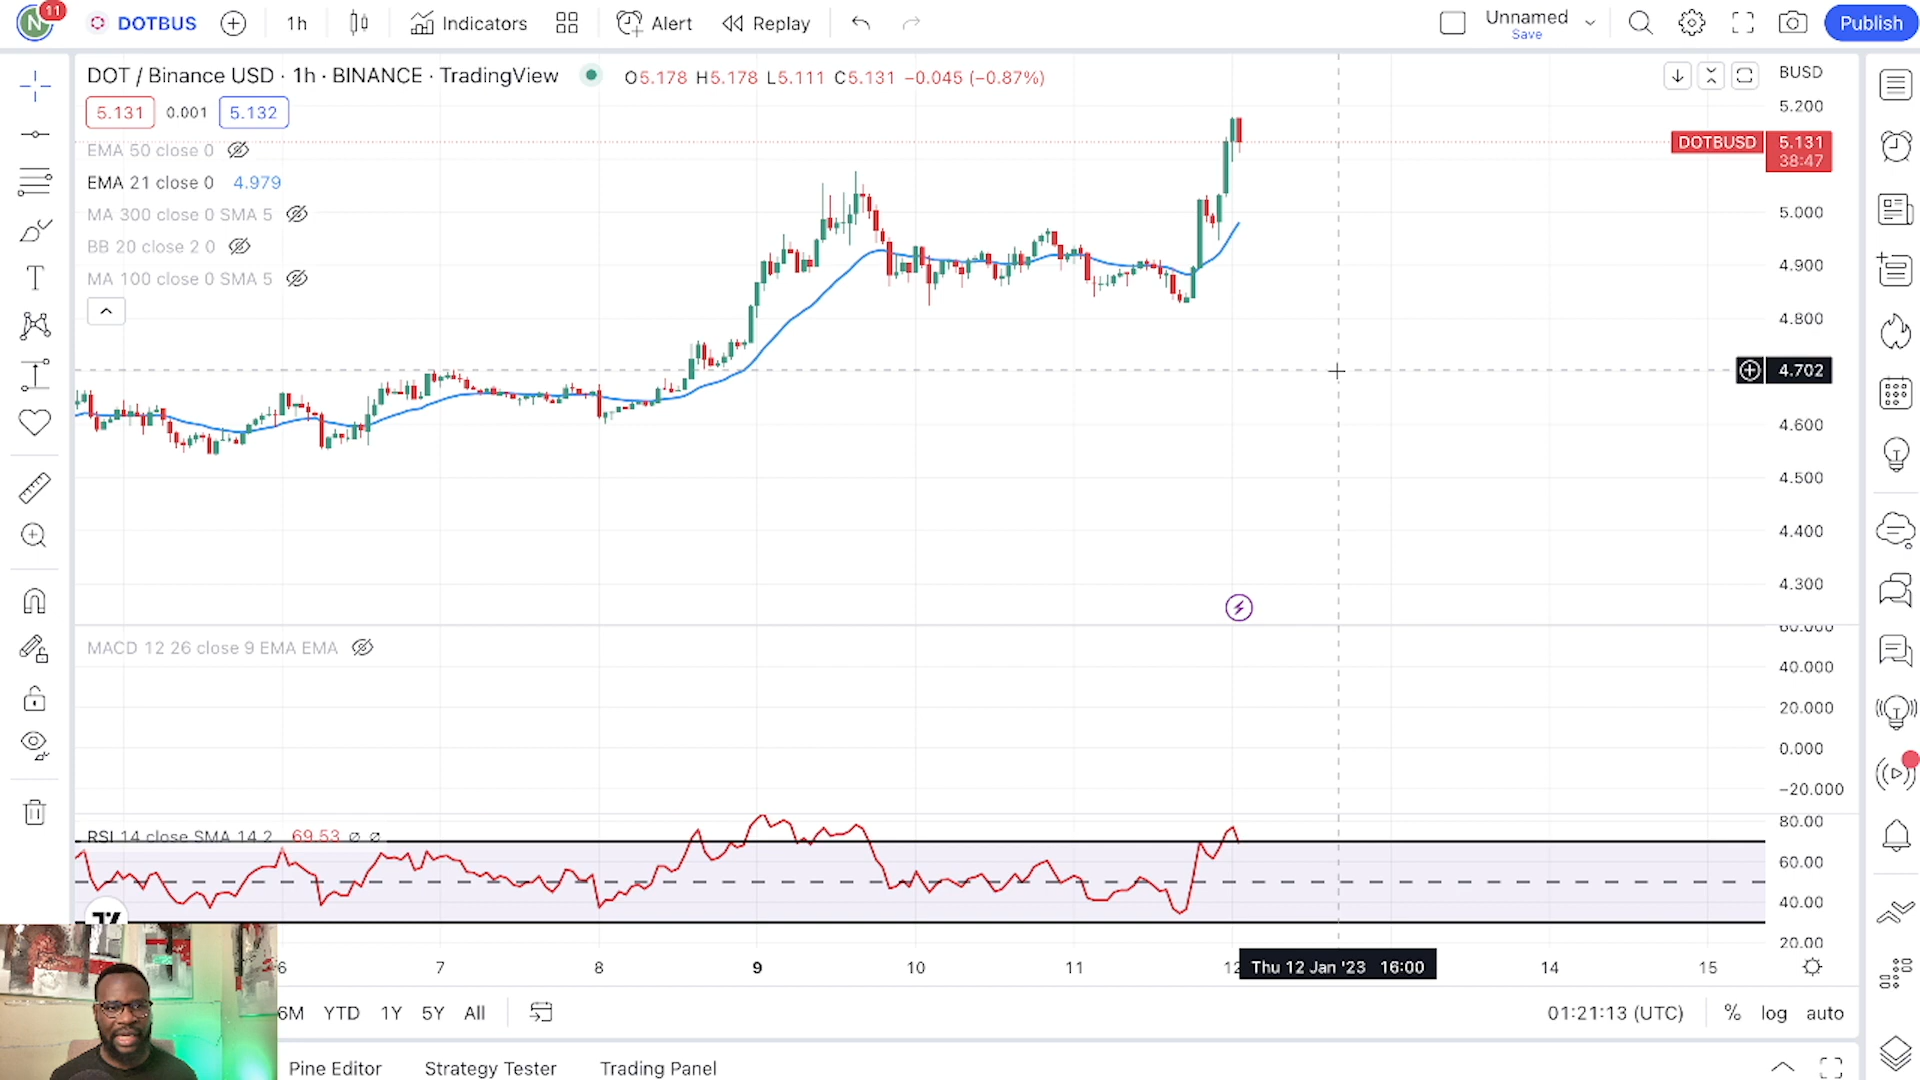 N 11 DOTBUS 1h Indicators Alert Replay Unnamed Save Publish
DOT / Binance USD · 1h · BINANCE · TradingView O5.178 H5.178 L5.111 C5.131 −0.045 (−0.87%) BUSD
5.131 0.001 5.132
EMA 50 close 0
EMA 21 close 0 4.979
MA 300 close 0 SMA 5
BB 20 close 2 0
MA 100 close 0 SMA 5
5.200
DOTBUSD 5.131
38:47
5.000
4.900
4.800
4.702
4.600
4.500
4.400
4.300
60.000
MACD 12 26 close 9 EMA EMA
40.000
20.000
0.000
−20.000
RSI 14 close SMA 14 2 69.53 ∅ ∅
80.00
60.00
40.00
20.00
6 7 8 9 10 11 12 Thu 12 Jan '23 16:00 14 15
6M YTD 1Y 5Y All 01:21:13 (UTC) % log auto
Pine Editor Strategy Tester Trading Panel